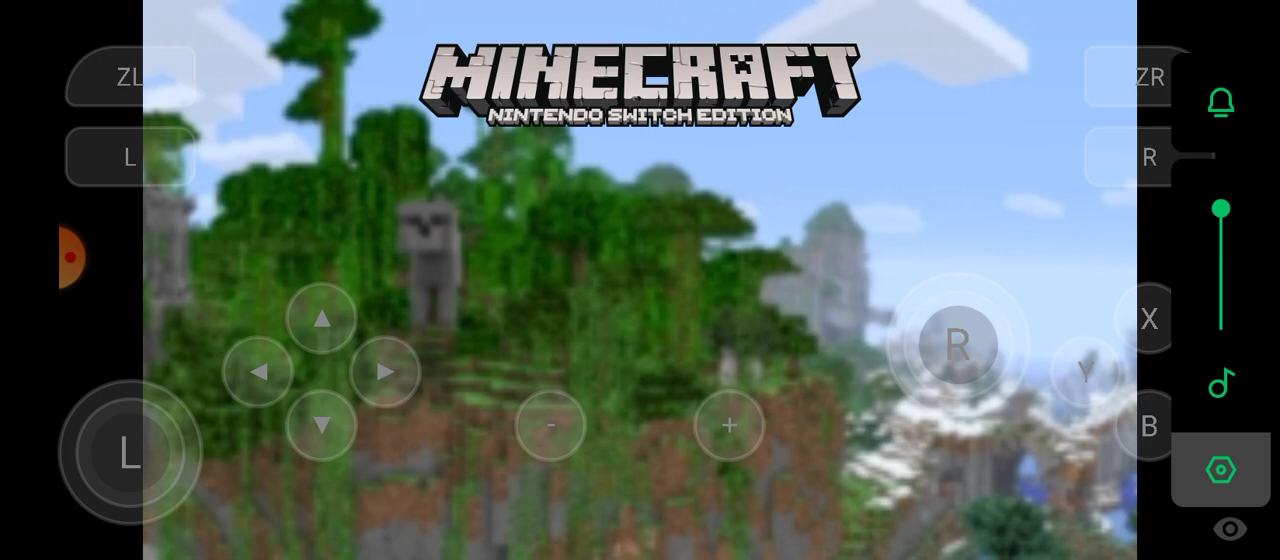 MINECRAFT
NINTENDO SWITCH EDITION
ZL
ZR
L
R
R
X
Y
L
-
+
B